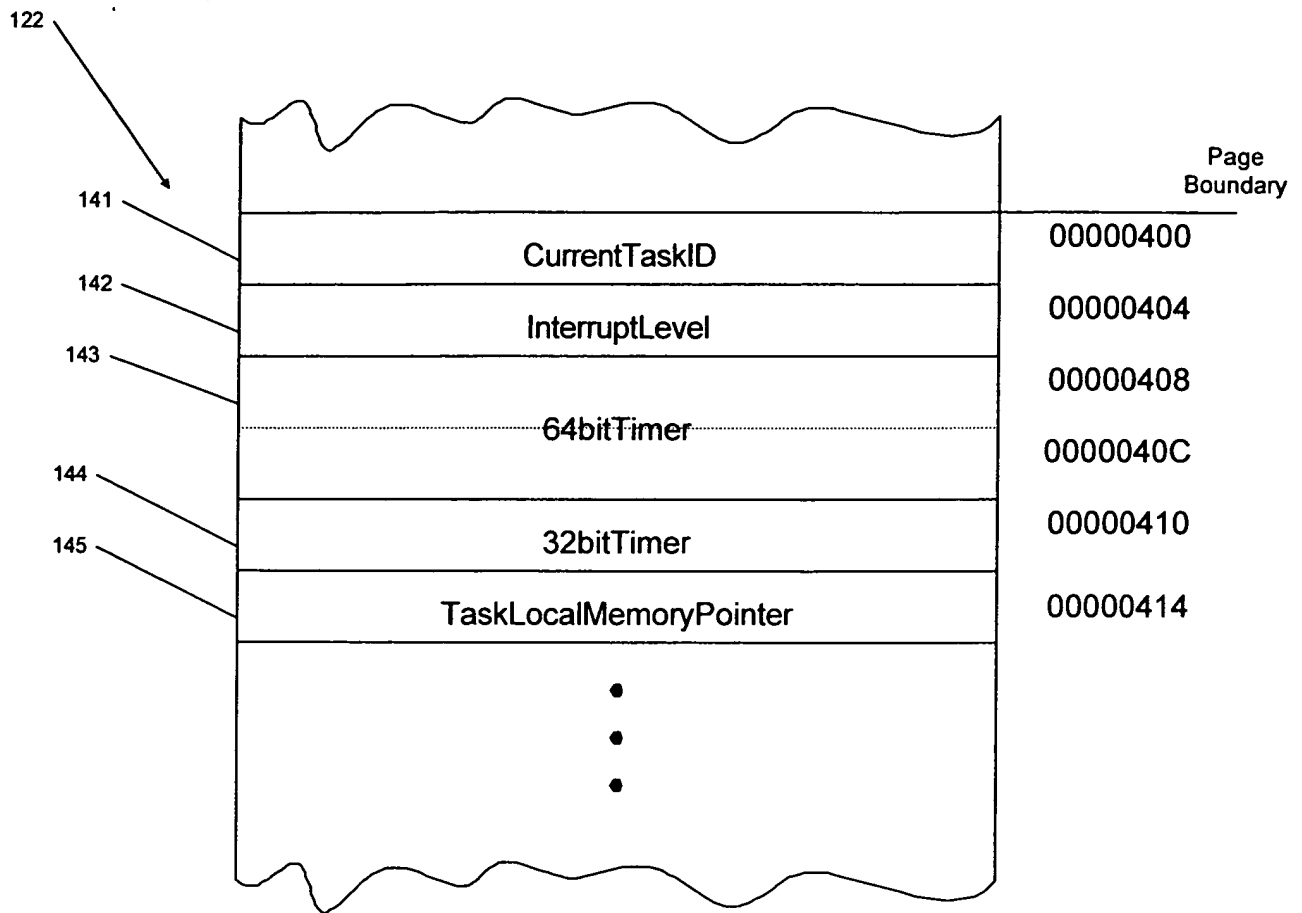 122
Page
Boundary
141
CurrentTaskID
00000400
142
InterruptLevel
00000404
143
00000408
64bitTimer
0000040C
144
32bitTimer
00000410
145
TaskLocalMemoryPointer
00000414